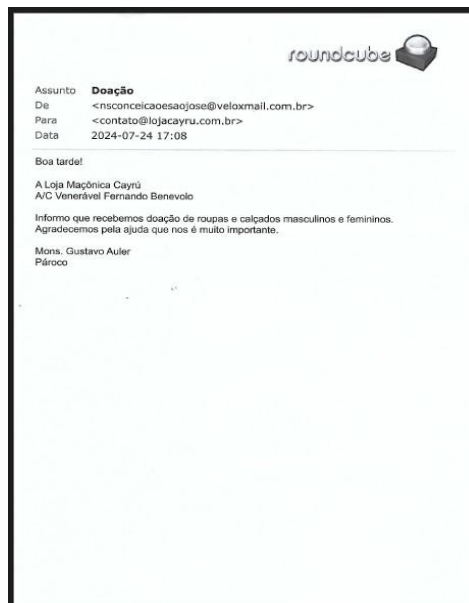 roundcube
Assunto Doação
De <nsconceicaoesaojose@veloxmail.com.br>
Para <contato@lojacayru.com.br>
Data 2024-07-24 17:08
Boa tarde!
A Loja Maçônica Cayrú
A/C Venerável Fernando Benevolo
Informo que recebemos doação de roupas e calçados masculinos e femininos.
Agradecemos pela ajuda que nos é muito importante.
Mons. Gustavo Auler
Pároco